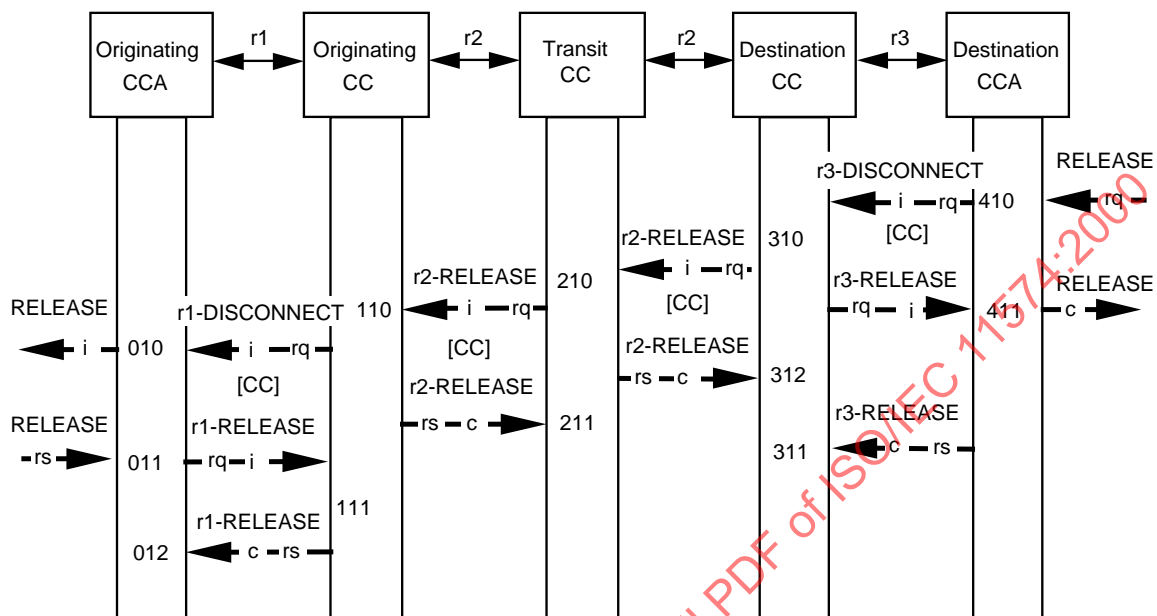 Originating
CCA
r1
Originating
CC
r2
Transit
CC
r2
Destination
CC
r3
Destination
CCA
RELEASE
rq
r3-DISCONNECT
i rq
[CC]
410
310
r2-RELEASE
i rq
[CC]
210
r2-RELEASE
i rq
[CC]
r3-RELEASE
rq i
411
RELEASE
c
110
r1-DISCONNECT
i rq
[CC]
RELEASE
i
010
r2-RELEASE
rs c
312
r2-RELEASE
rs c
211
r3-RELEASE
c rs
311
RELEASE
rs
011
r1-RELEASE
rq i
111
r1-RELEASE
c rs
012
PDF of ISO/IEC 11574:2000